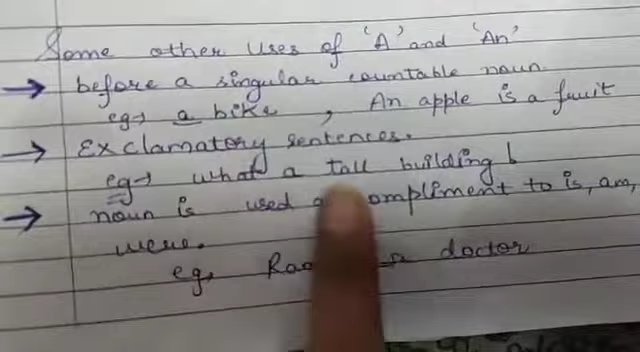 Some other Uses of 'A' and 'An'
→ before a singular countable noun
eg → a bike, An apple is a fruit
→ Exclamatory sentences.
eg → what a tall building!
→ noun is used compliment to is, am,
were.
eg. a doctor